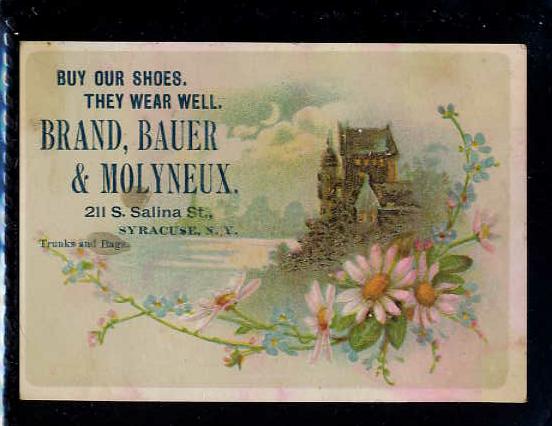 BUY OUR SHOES.
THEY WEAR WELL.
BRAND, BAUER
& MOLYNEUX.
211 S. Salina St.,
SYRACUSE, N. Y.
Trunks and Bags.